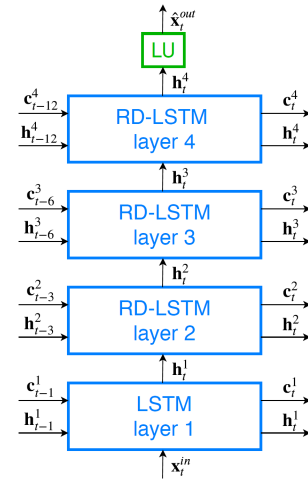 x̂_t^{out}
LU
h_t^4
c_{t-12}^4 RD-LSTM c_t^4
h_{t-12}^4 layer 4 h_t^4
h_t^3
c_{t-6}^3 RD-LSTM c_t^3
h_{t-6}^3 layer 3 h_t^3
h_t^2
c_{t-3}^2 RD-LSTM c_t^2
h_{t-3}^2 layer 2 h_t^2
h_t^1
c_{t-1}^1 LSTM c_t^1
h_{t-1}^1 layer 1 h_t^1
x_t^{in}